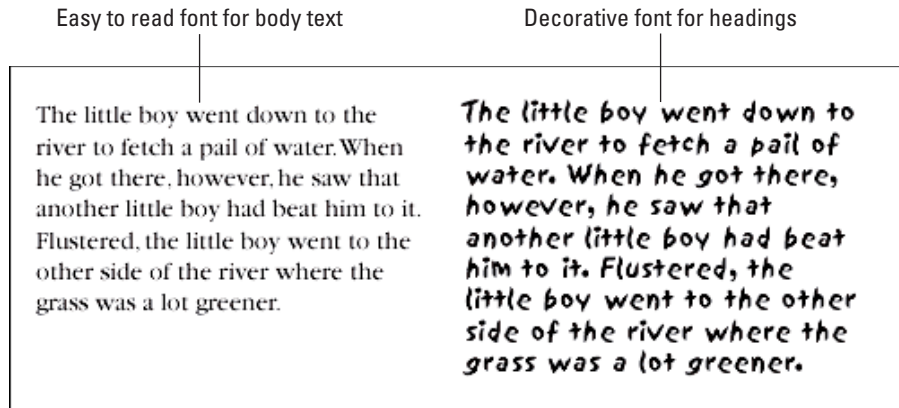 Easy to read font for body text
Decorative font for headings
The little boy went down to the
river to fetch a pail of water. When
he got there, however, he saw that
another little boy had beat him to it.
Flustered, the little boy went to the
other side of the river where the
grass was a lot greener.
The little boy went down to
the river to fetch a pail of
water. When he got there,
however, he saw that
another little boy had beat
him to it. Flustered, the
little boy went to the other
side of the river where the
grass was a lot greener.